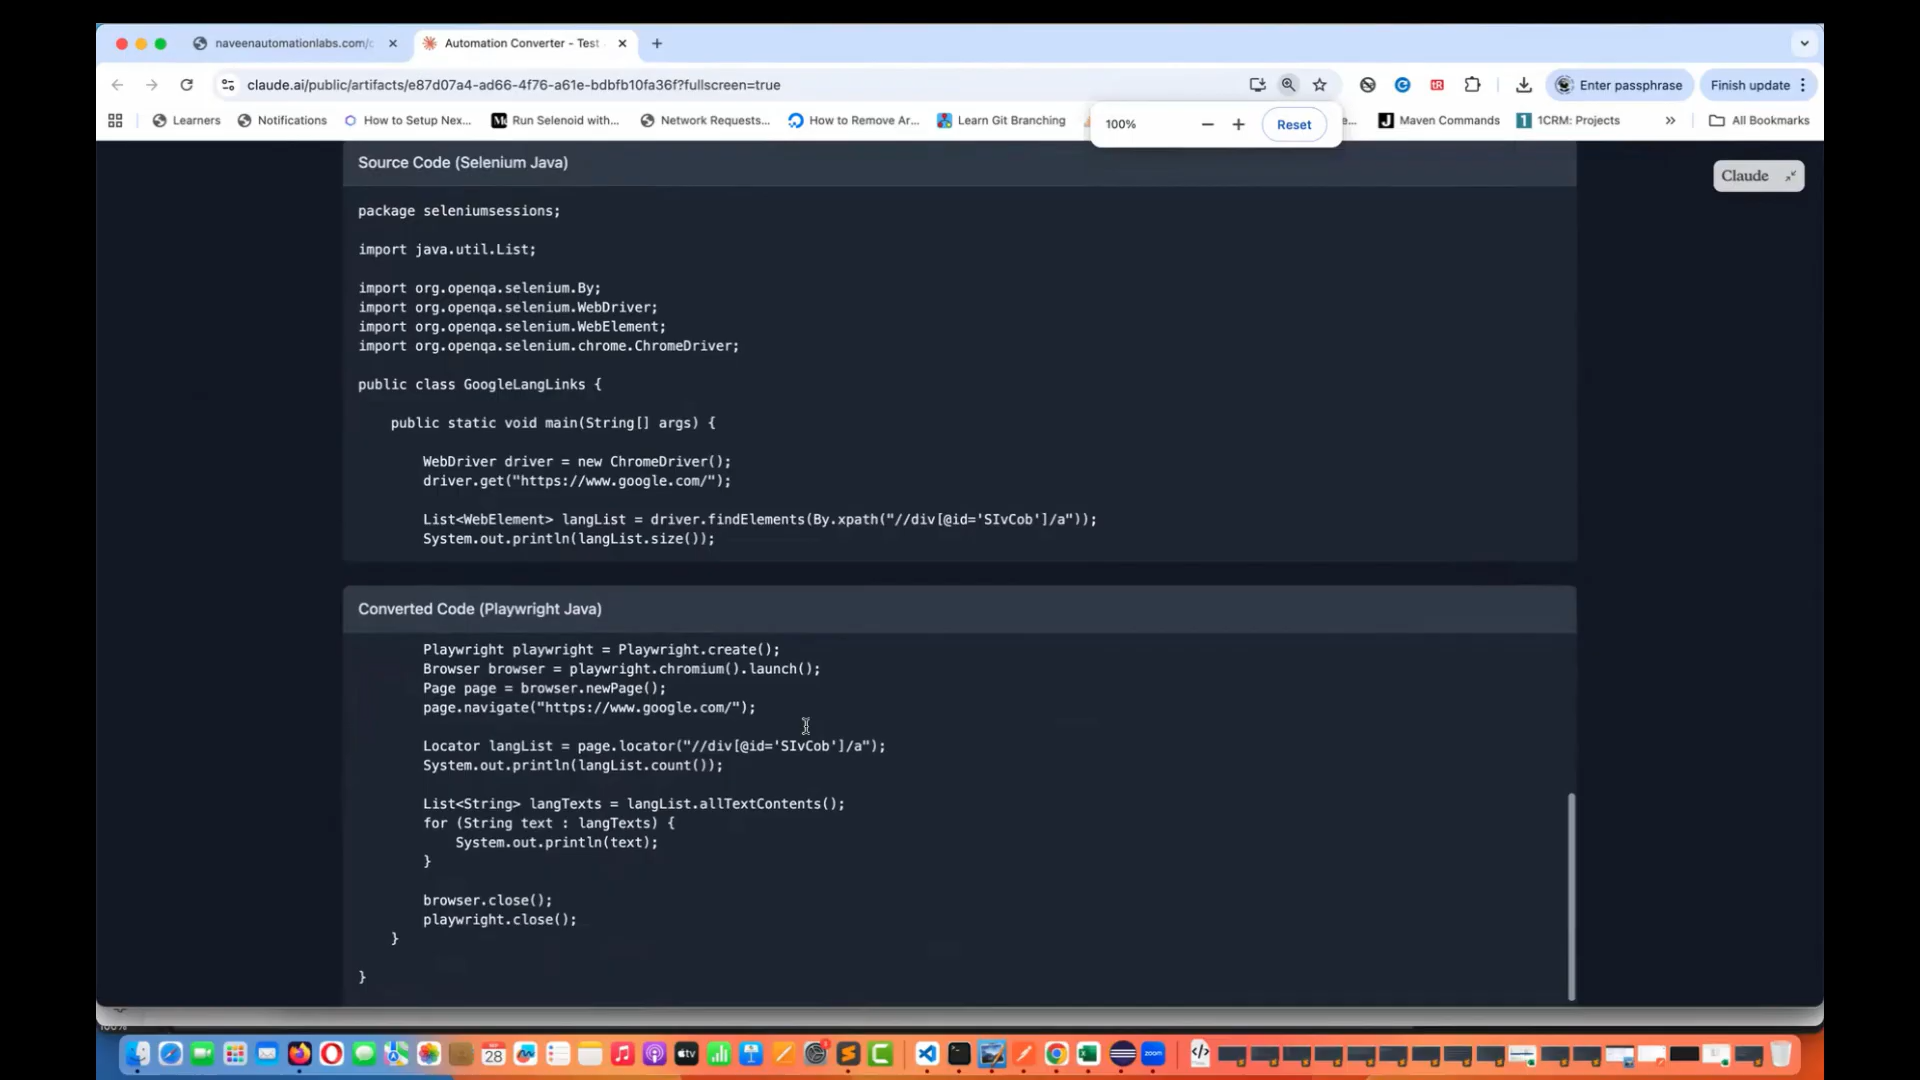 naveenautomationlabs.com/c
Automation Converter - Test
claude.ai/public/artifacts/e87d07a4-ad66-4f76-a61e-bdbfb10fa36f?fullscreen=true
Enter passphrase
Finish update
Learners
Notifications
How to Setup Nex...
Run Selenoid with...
Network Requests...
How to Remove Ar...
Learn Git Branching
100%
Reset
e...
Maven Commands
1CRM: Projects
»
All Bookmarks
Claude
Source Code (Selenium Java)
package seleniumsessions;
import java.util.List;
import org.openqa.selenium.By;
import org.openqa.selenium.WebDriver;
import org.openqa.selenium.WebElement;
import org.openqa.selenium.chrome.ChromeDriver;
public class GoogleLangLinks {
public static void main(String[] args) {
WebDriver driver = new ChromeDriver();
driver.get("https://www.google.com/");
List<WebElement> langList = driver.findElements(By.xpath("//div[@id='SIvCob']/a"));
System.out.println(langList.size());
Converted Code (Playwright Java)
Playwright playwright = Playwright.create();
Browser browser = playwright.chromium().launch();
Page page = browser.newPage();
page.navigate("https://www.google.com/");
Locator langList = page.locator("//div[@id='SIvCob']/a");
System.out.println(langList.count());
List<String> langTexts = langList.allTextContents();
for (String text : langTexts) {
System.out.println(text);
}
browser.close();
playwright.close();
}
}
100%
SEP
28
tv
zoom